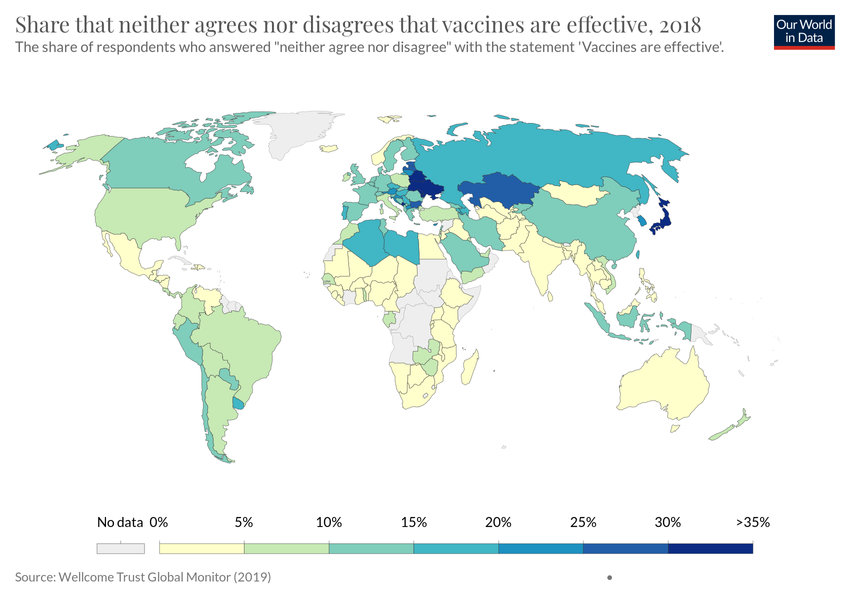 Share that neither agrees nor disagrees that vaccines are effective, 2018
The share of respondents who answered "neither agree nor disagree" with the statement 'Vaccines are effective'.
Our World
in Data
No data 0% 5% 10% 15% 20% 25% 30% >35%
Source: Wellcome Trust Global Monitor (2019)